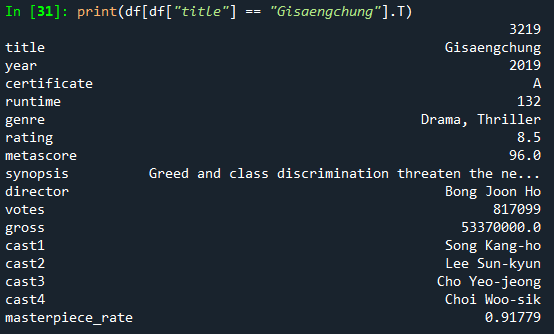 In [31]: print(df[df["title"] == "Gisaengchung"].T)
3219
title Gisaengchung
year 2019
certificate A
runtime 132
genre Drama, Thriller
rating 8.5
metascore 96.0
synopsis Greed and class discrimination threaten the ne...
director Bong Joon Ho
votes 817099
gross 53370000.0
cast1 Song Kang-ho
cast2 Lee Sun-kyun
cast3 Cho Yeo-jeong
cast4 Choi Woo-sik
masterpiece_rate 0.91779